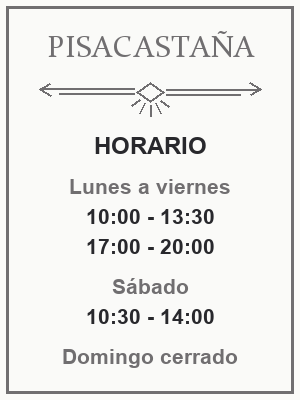 PISACASTAÑA
HORARIO
Lunes a viernes
10:00 - 13:30
17:00 - 20:00
Sábado
10:30 - 14:00
Domingo cerrado